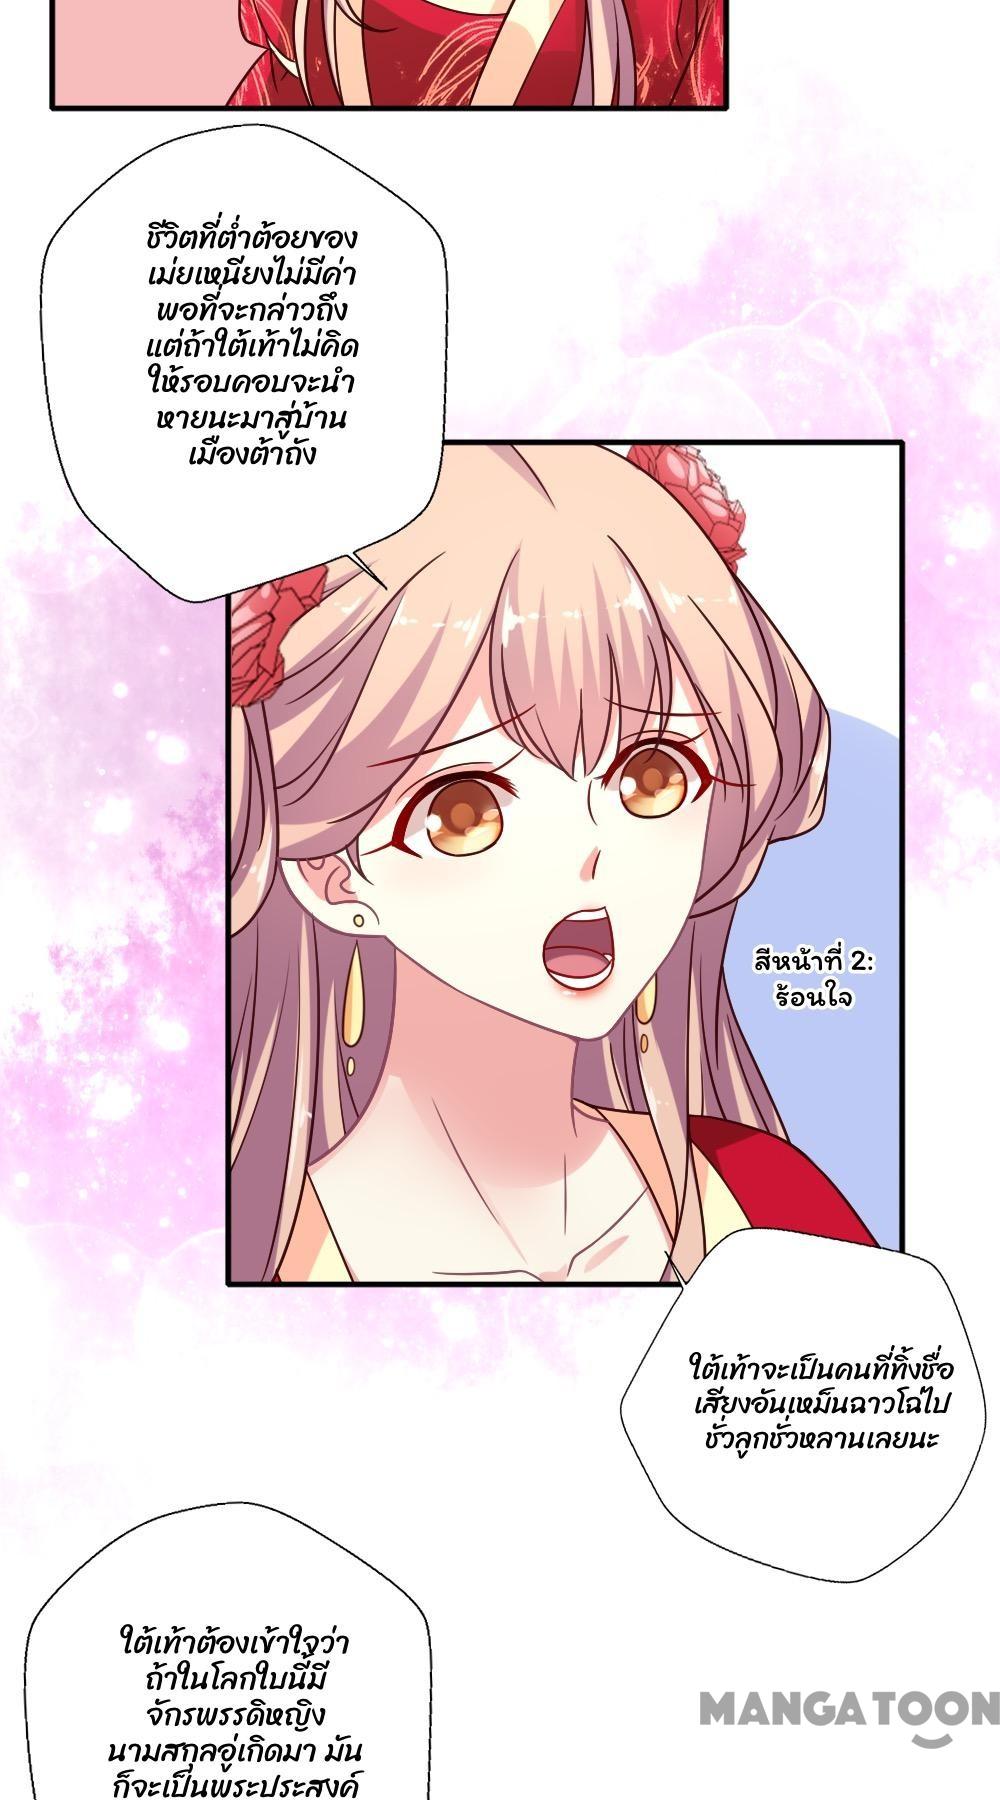 ชีวิตที่ต่ำต้อยของ
เม่ยเหนียงไม่มีค่า
พอที่จะกล่าวถึง
แต่ถ้าใต้เท้าไม่คิด
ให้รอบคอบจะนำ
หายนะมาสู่บ้าน
เมืองต้าถัง
สีหน้าที่ 2:
ร้อนใจ
ใต้เท้าจะเป็นคนที่ทิ้งชื่อ
เสียงอันเหม็นฉาวโฉ่ไป
ชั่วลูกชั่วหลานเลยนะ
ใต้เท้าต้องเข้าใจว่า
ถ้าในโลกใบนี้มี
จักรพรรดิหญิง
นามสกุลอู่เกิดมา มัน
ก็จะเป็นพระประสงค์
MANGATOON